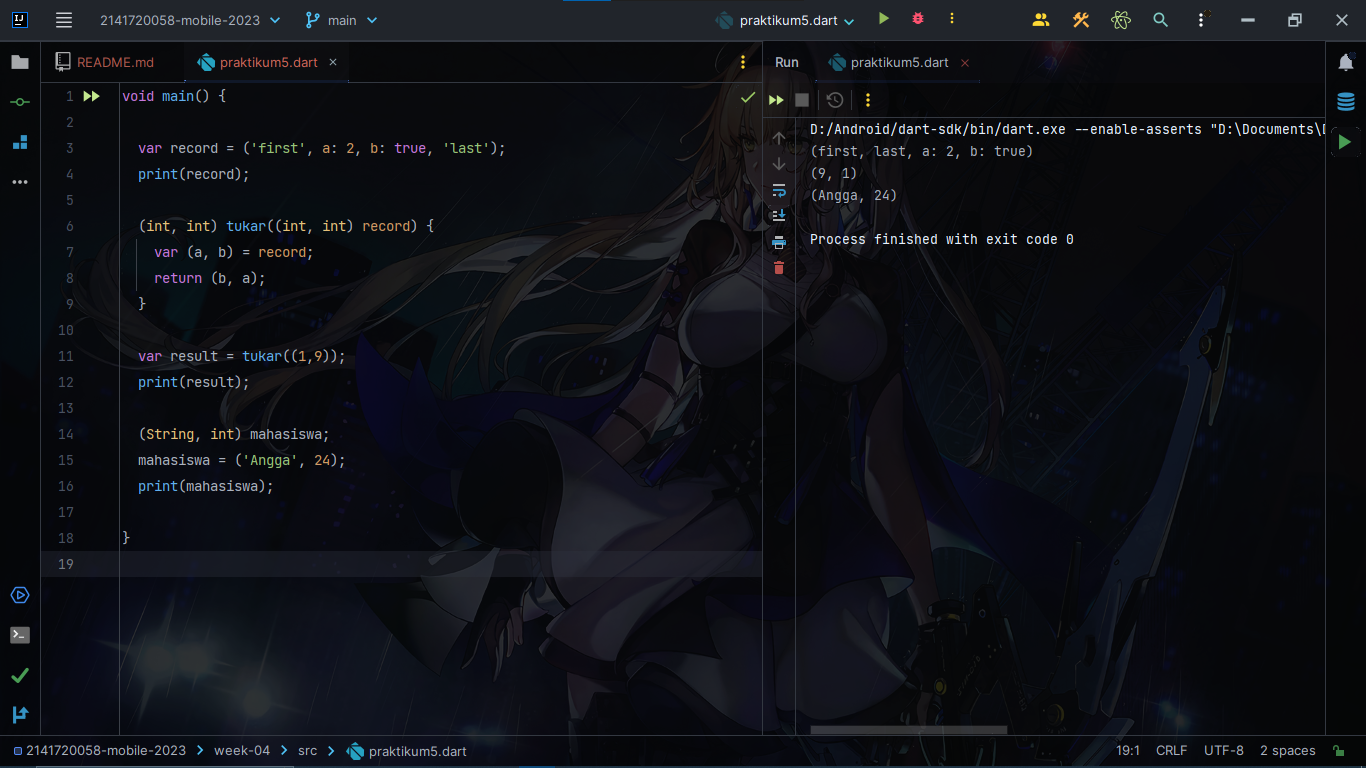 IJ
2141720058-mobile-2023
main
praktikum5.dart
README.md
praktikum5.dart
1 void main() {
2
3 var record = ('first', a: 2, b: true, 'last');
4 print(record);
5
6 (int, int) tukar((int, int) record) {
7 var (a, b) = record;
8 return (b, a);
9 }
10
11 var result = tukar((1,9));
12 print(result);
13
14 (String, int) mahasiswa;
15 mahasiswa = ('Angga', 24);
16 print(mahasiswa);
17
18 }
19
Run
praktikum5.dart
D:/Android/dart-sdk/bin/dart.exe --enable-asserts "D:\Documents\
(first, last, a: 2, b: true)
(9, 1)
(Angga, 24)
Process finished with exit code 0
2141720058-mobile-2023 > week-04 > src > praktikum5.dart
19:1 CRLF UTF-8 2 spaces